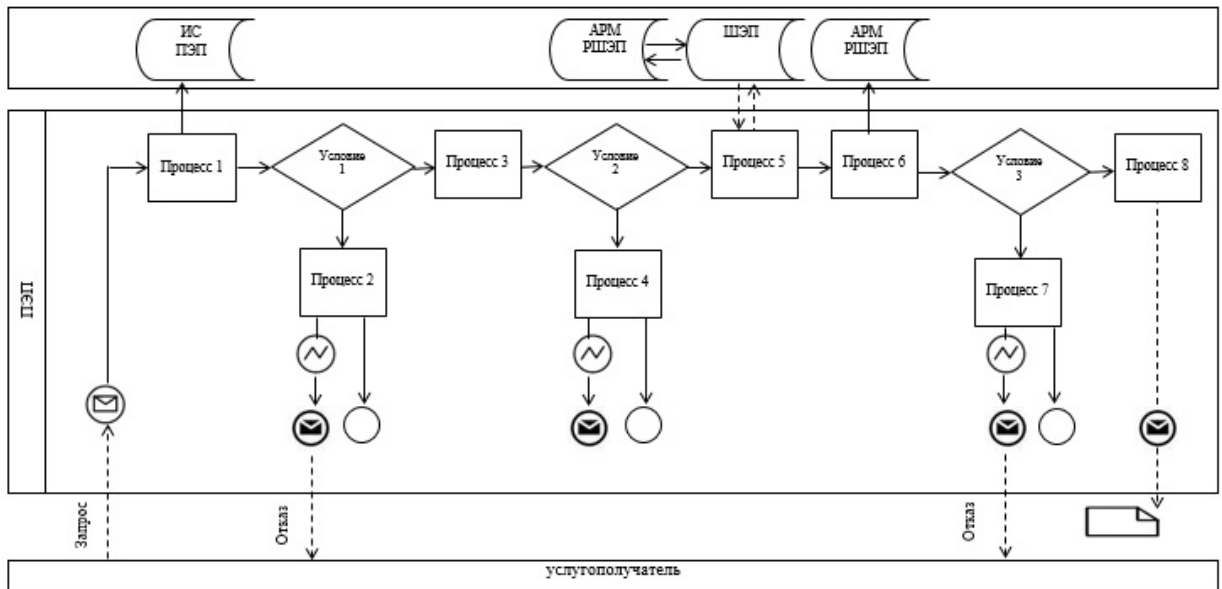 ИС
ПЭП
АРМ
РШЭП
ШЭП
АРМ
РШЭП
Процесс 1
Условие
1
Процесс 3
Условие
2
Процесс 5
Процесс 6
Условие
3
Процесс 8
Процесс 2
Процесс 4
Процесс 7
ПЭП
Запрос
Отказ
Отказ
услугополучатель